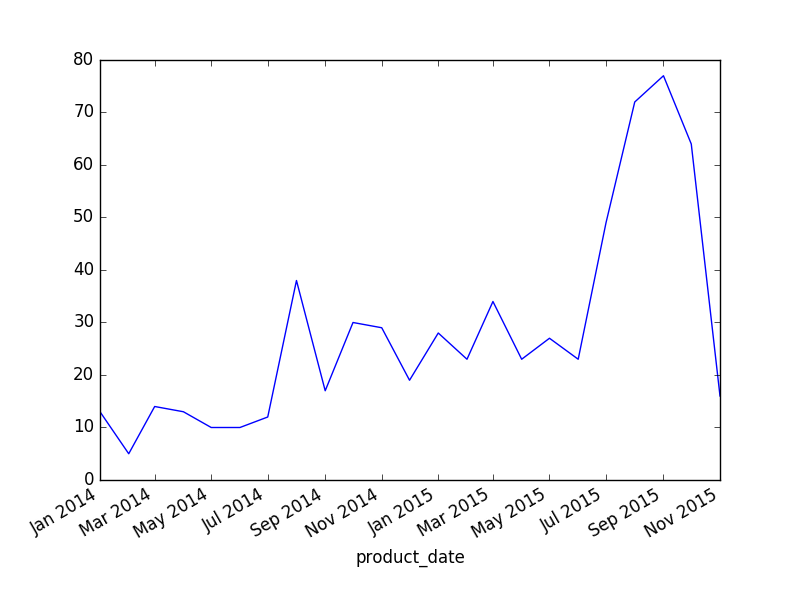 80
70
60
50
40
30
20
10
0
Jan 2014
Mar 2014
May 2014
Jul 2014
Sep 2014
Nov 2014
Jan 2015
Mar 2015
May 2015
Jul 2015
Sep 2015
Nov 2015
product_date